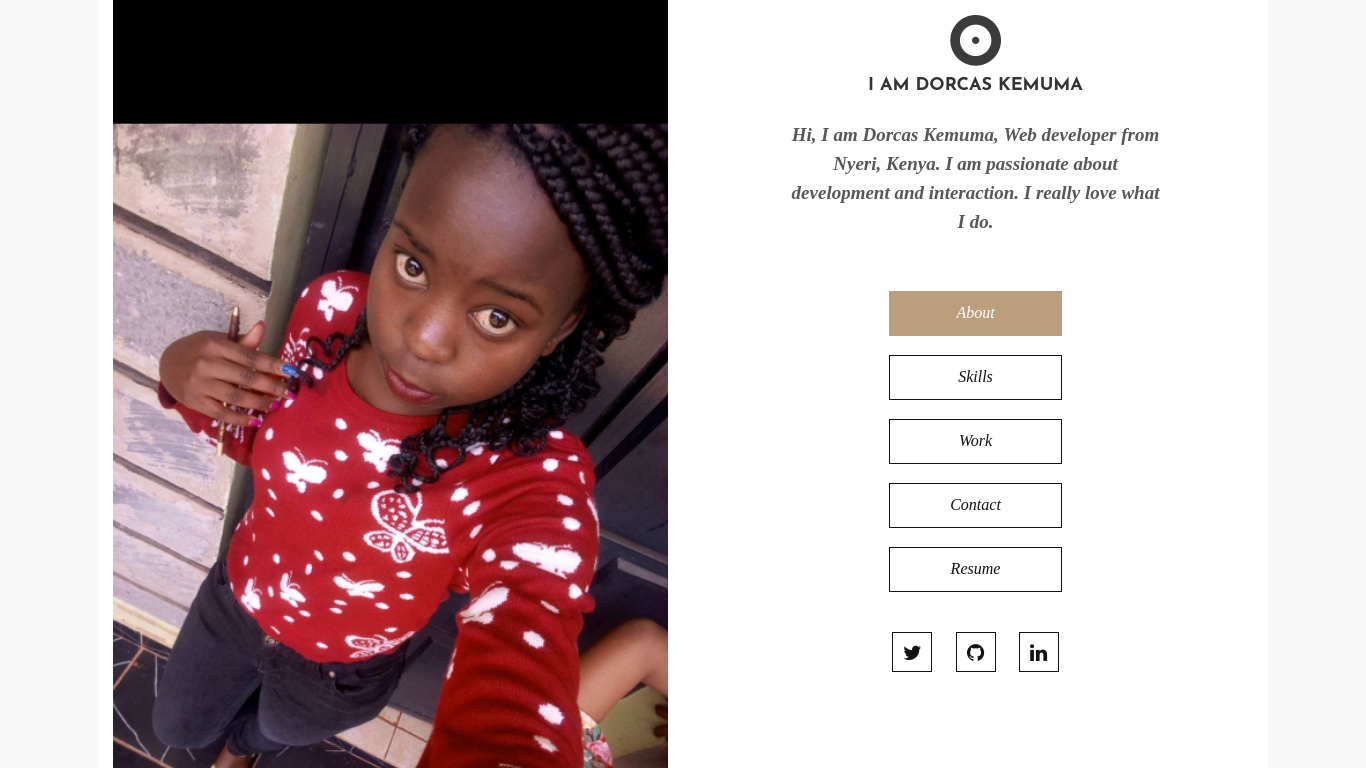 I AM DORCAS KEMUMA
Hi, I am Dorcas Kemuma, Web developer from
Nyeri, Kenya. I am passionate about
development and interaction. I really love what
I do.
About
Skills
Work
Contact
Resume